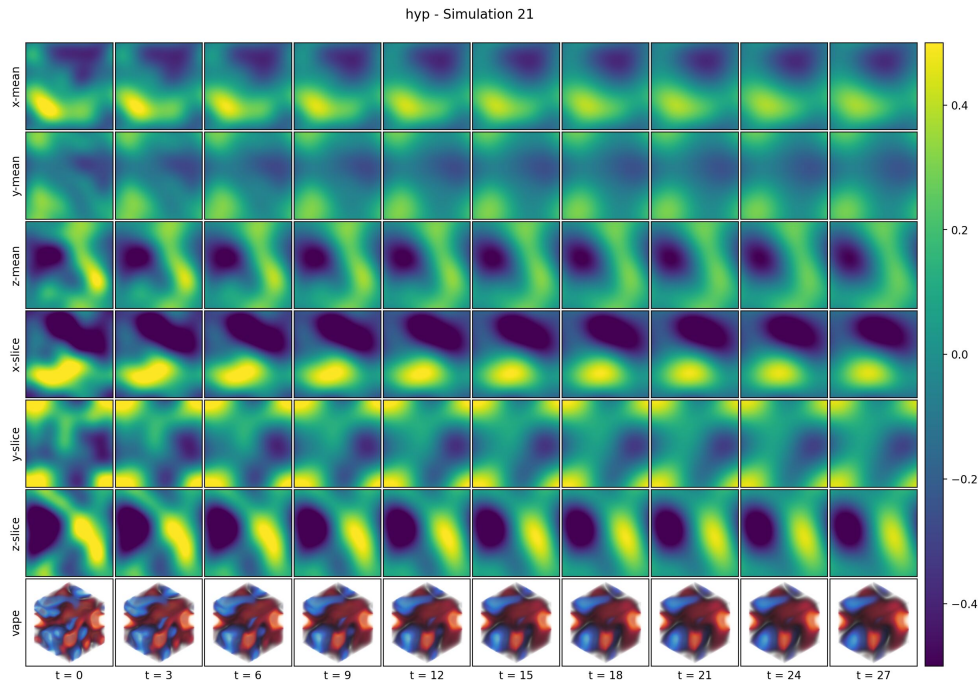 hyp - Simulation 21
x-mean
y-mean
z-mean
x-slice
y-slice
z-slice
vape
t = 0
t = 3
t = 6
t = 9
t = 12
t = 15
t = 18
t = 21
t = 24
t = 27
0.4
0.2
0.0
−0.2
−0.4